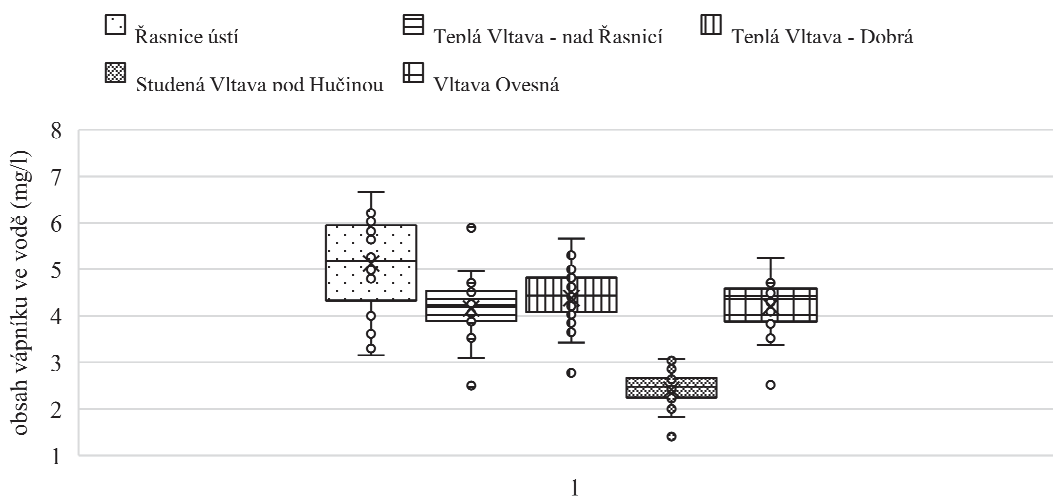 Řasnice ústí
Teplá Vltava - nad Řasnicí
Teplá Vltava - Dobrá
Studená Vltava pod Hučinou
Vltava Ovesná
obsah vápníku ve vodě (mg/l)
8
7
6
5
4
3
2
1
1